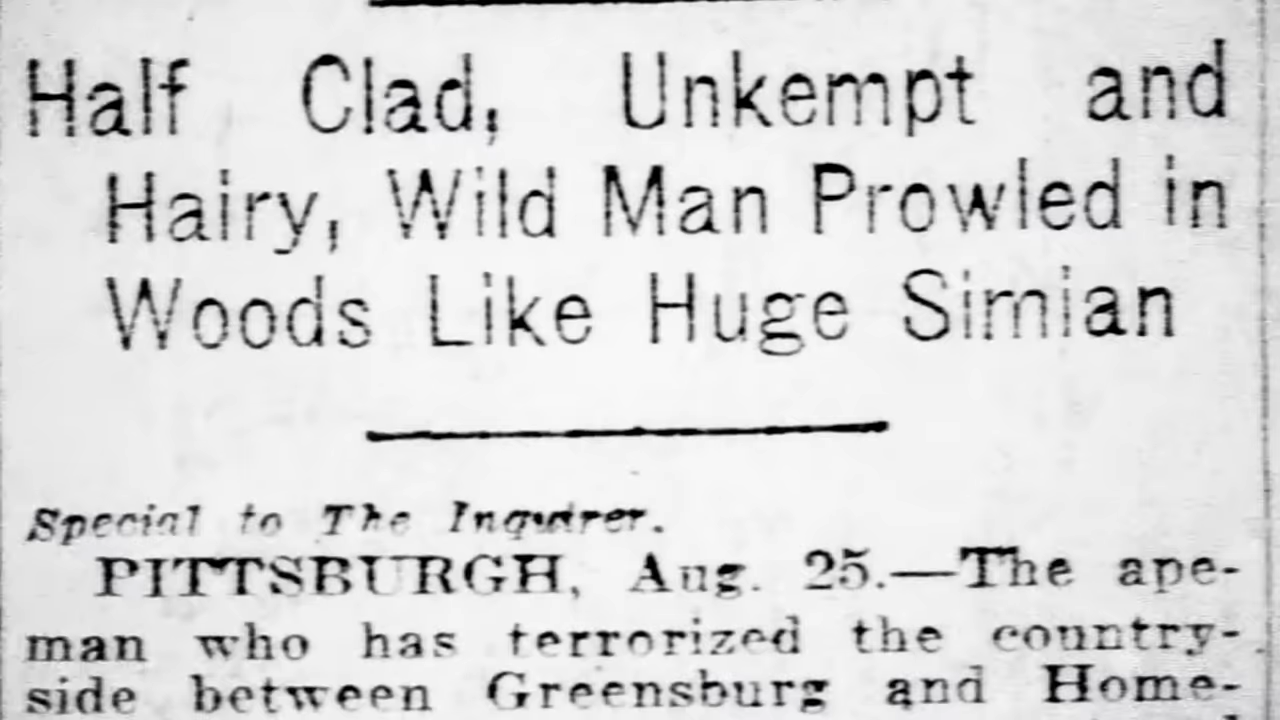 Half Clad, Unkempt and
Hairy, Wild Man Prowled in
Woods Like Huge Simian
Special to The Inquirer.
PITTSBURGH, Aug. 25.—The ape-
man who has terrorized the country-
side between Greensburg and Home-